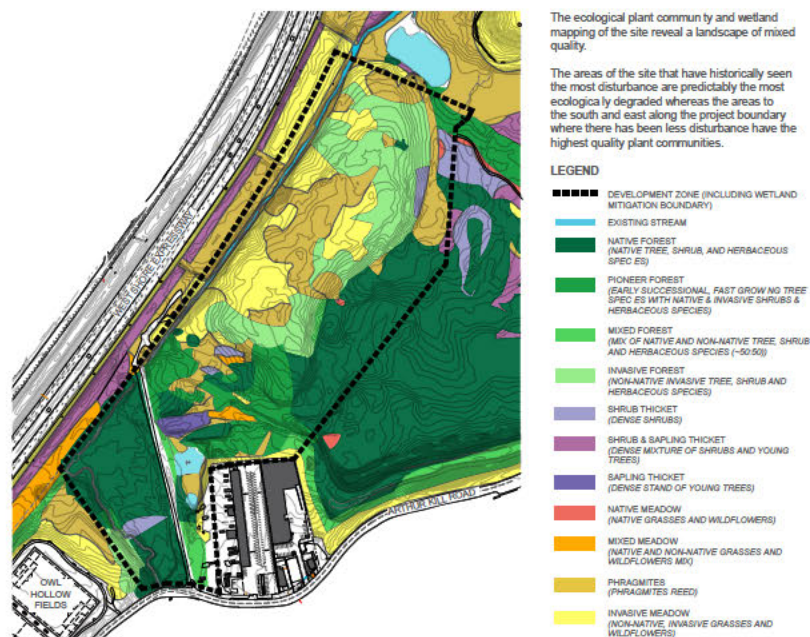 The ecological plant commun ty and wetland
mapping of the site reveal a landscape of mixed
quality.
The areas of the site that have historically seen
the most disturbance are predictably the most
ecologica ly degraded whereas the areas to
the south and east along the project boundary
where there has been less disturbance have the
highest quality plant communities.
LEGEND
DEVELOPMENT ZONE (INCLUDING WETLAND
MITIGATION BOUNDARY)
EXISTING STREAM
NATIVE FOREST
(NATIVE TREE, SHRUB, AND HERBACEOUS
SPEC ES)
PIONEER FOREST
(EARLY SUCCESSIONAL, FAST GROW NG TREE
SPEC ES WITH NATIVE & INVASIVE SHRUBS &
HERBACEOUS SPECIES)
MIXED FOREST
(MIX OF NATIVE AND NON-NATIVE TREE, SHRUB
AND HERBACEOUS SPECIES (~50:50))
INVASIVE FOREST
(NON-NATIVE INVASIVE TREE, SHRUB AND
HERBACEOUS SPECIES)
SHRUB THICKET
(DENSE SHRUBS)
SHRUB & SAPLING THICKET
(DENSE MIXTURE OF SHRUBS AND YOUNG
TREES)
SAPLING THICKET
(DENSE STAND OF YOUNG TREES)
NATIVE MEADOW
(NATIVE GRASSES AND WILDFLOWERS)
MIXED MEADOW
(NATIVE AND NON-NATIVE GRASSES AND
WILDFLOWERS MIX)
PHRAGMITES
(PHRAGMITES REED)
INVASIVE MEADOW
(NON-NATIVE, INVASIVE GRASSES AND
WILDFLOWERS)
WEST SHORE EXPRESSWAY
ARTHUR KILL ROAD
OWL
HOLLOW
FIELDS